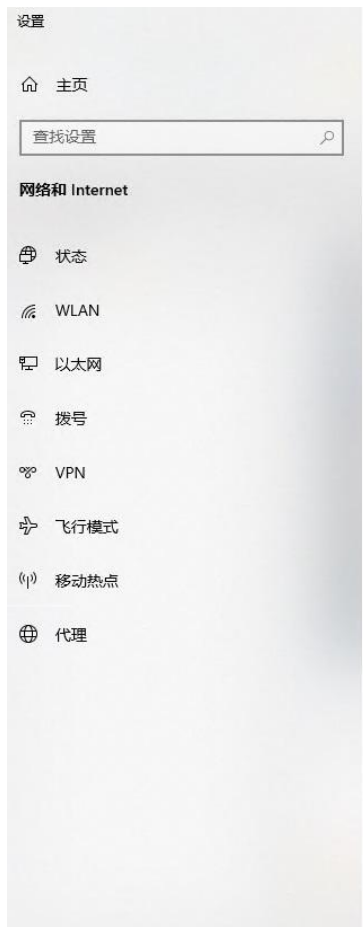 设置
主页
查找设置
网络和 Internet
状态
WLAN
以太网
拨号
VPN
飞行模式
移动热点
代理